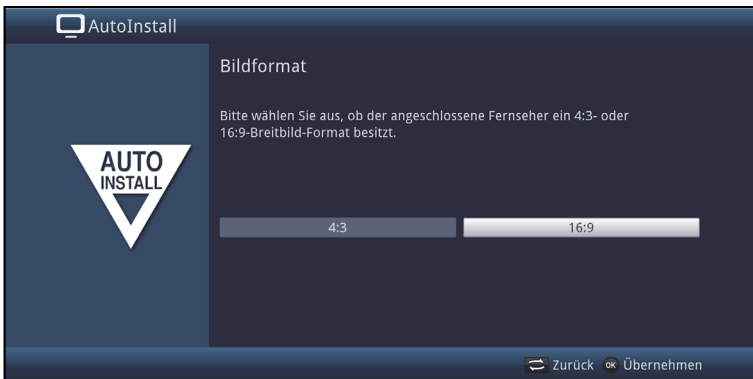 AutoInstall
Bildformat
Bitte wählen Sie aus, ob der angeschlossene Fernseher ein 4:3- oder
16:9-Breitbild-Format besitzt.
AUTO
INSTALL
4:3
16:9
Zurück OK Übernehmen